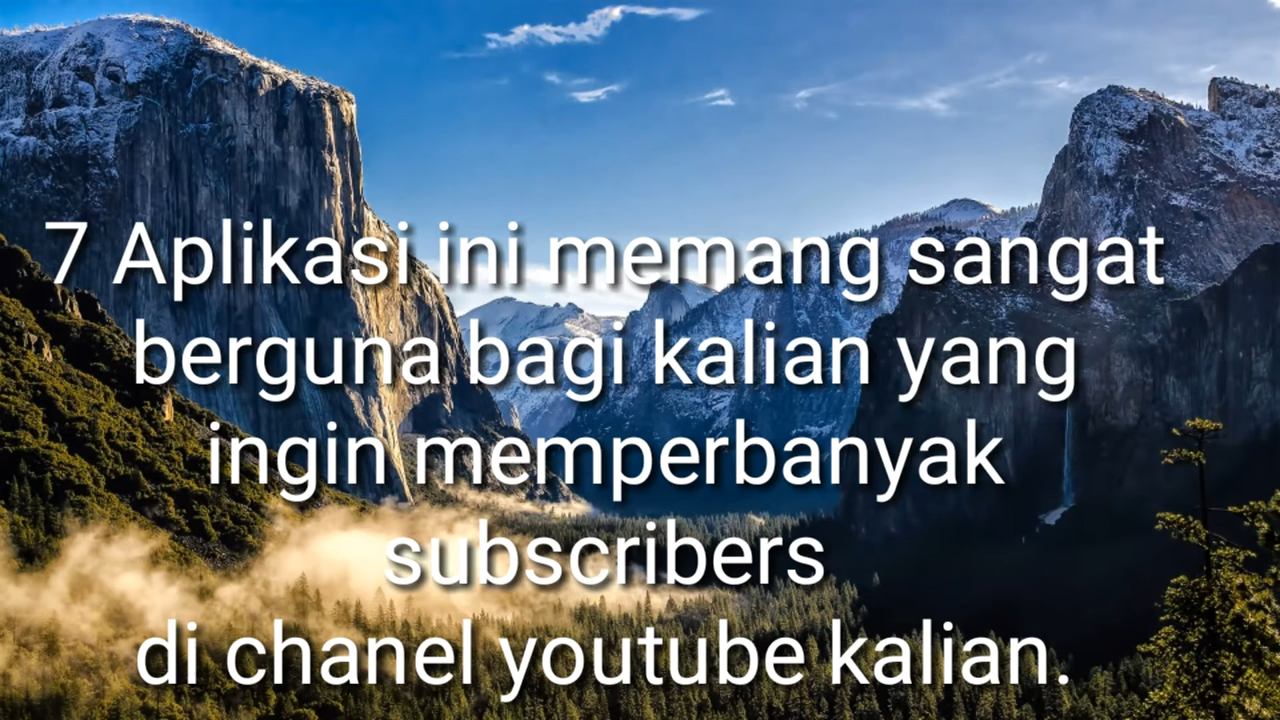 7 Aplikasi ini memang sangat
berguna bagi kalian yang
ingin memperbanyak
subscribers
di chanel youtube kalian.